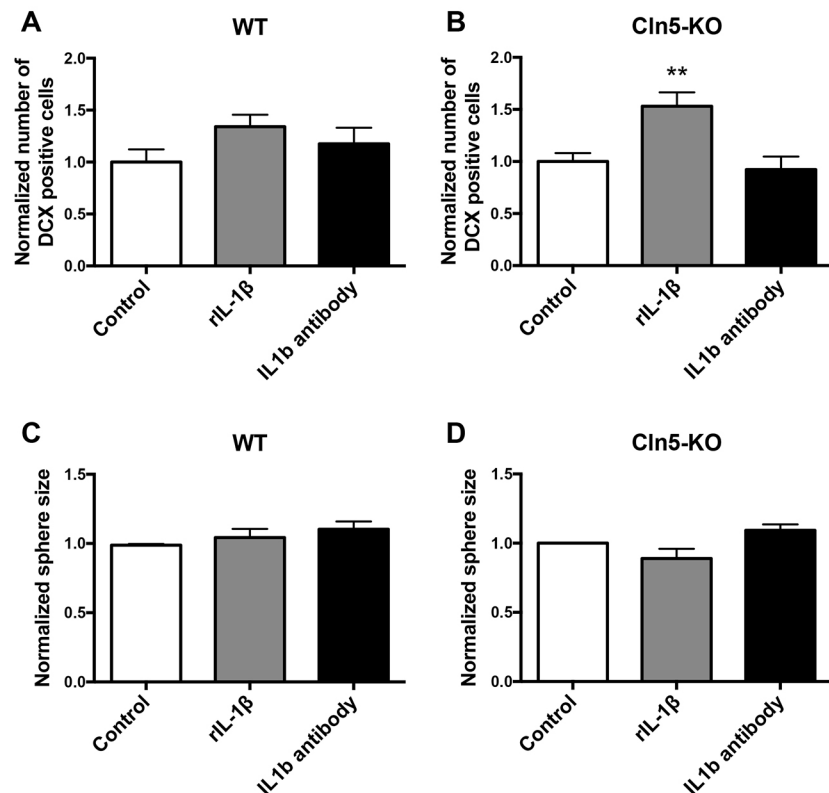 A
WT
Normalized number of
DCX positive cells
2.0
1.5
1.0
0.5
0.0
Control
rIL-1β
IL1b antibody
B
Cln5-KO
Normalized number of
DCX positive cells
2.0
1.5
1.0
0.5
0.0
**
Control
rIL-1β
IL1b antibody
C
WT
Normalized sphere size
1.5
1.0
0.5
0.0
Control
rIL-1β
IL1b antibody
D
Cln5-KO
Normalized sphere size
1.5
1.0
0.5
0.0
Control
rIL-1β
IL1b antibody